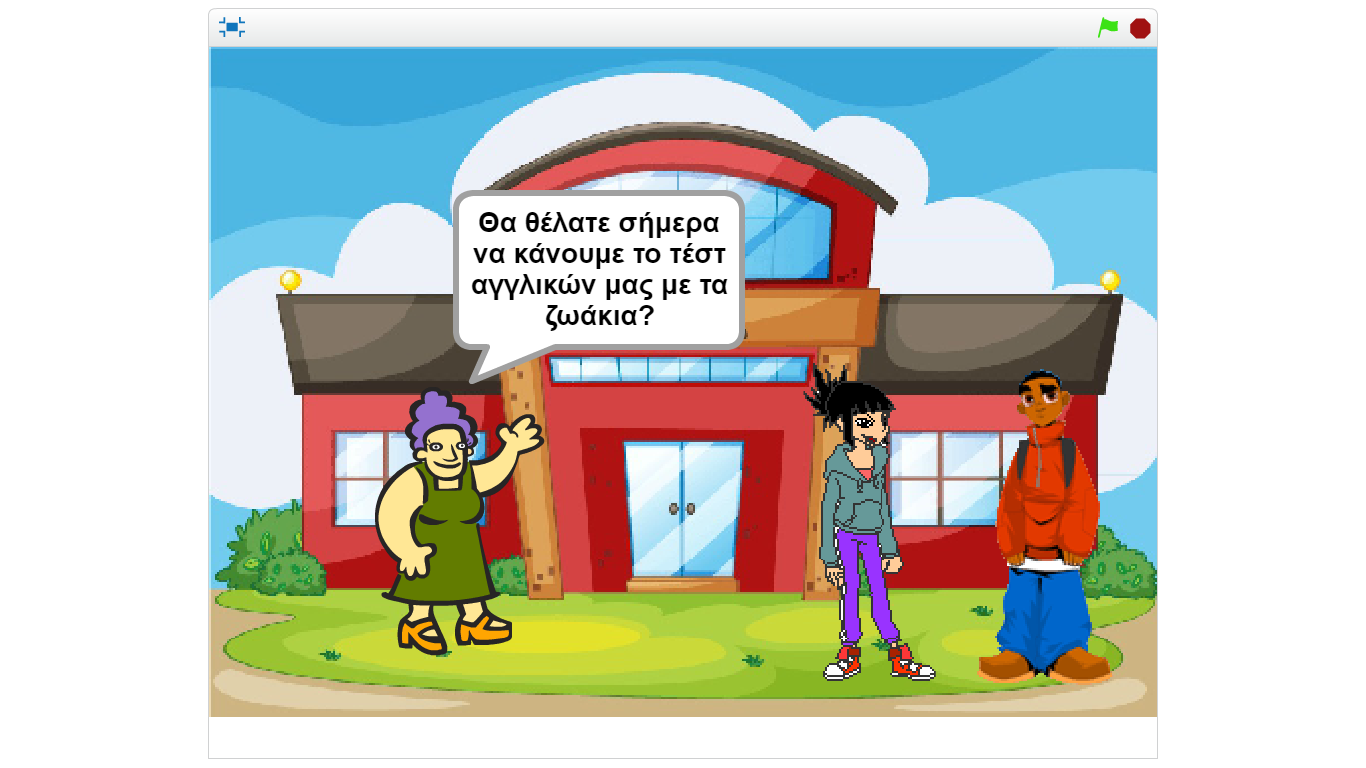 Θα θέλατε σήμερα
να κάνουμε το τέστ
αγγλικών μας με τα
ζωάκια?